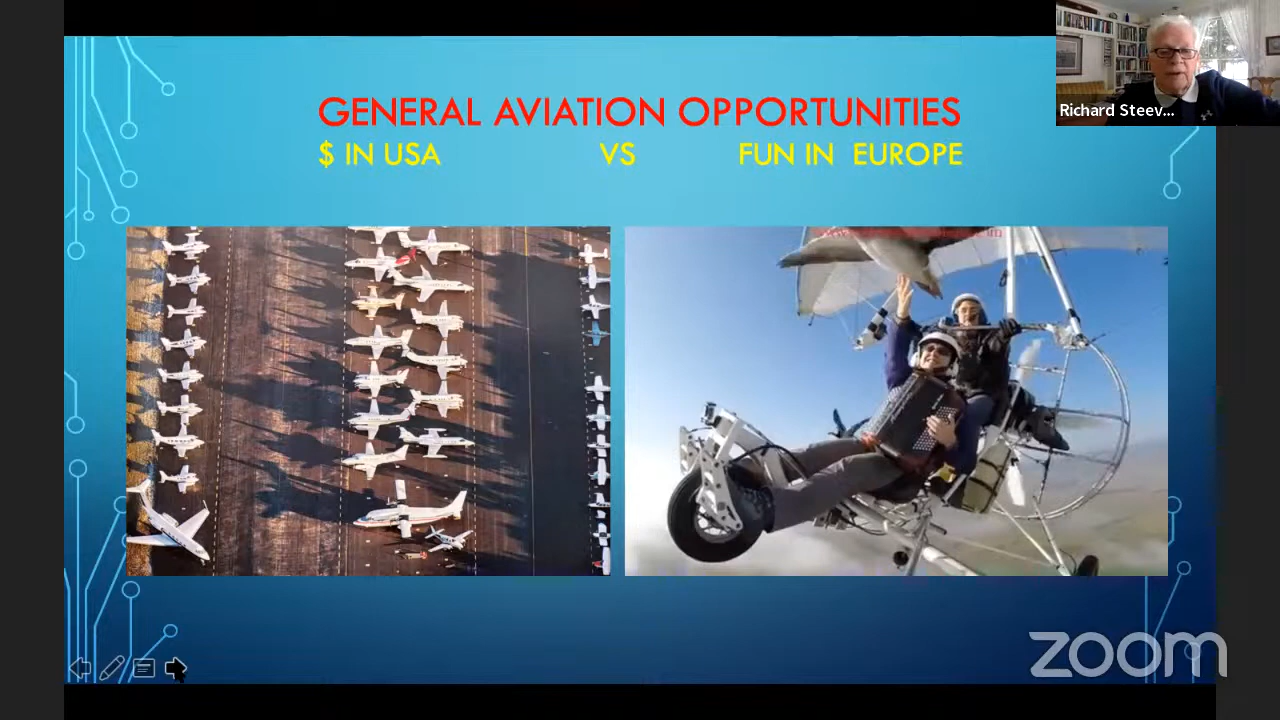 GENERAL AVIATION OPPORTUNITIES
$ IN USA VS FUN IN EUROPE
Richard Steev...
zoom